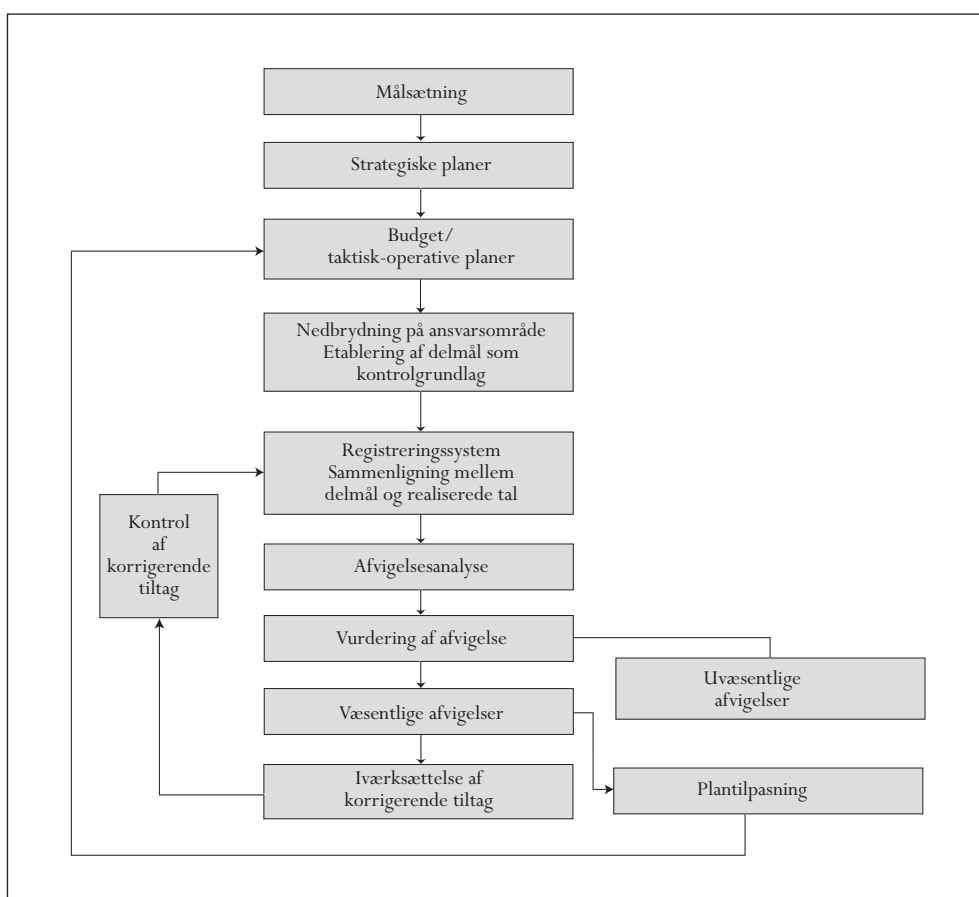 Målsætning
Strategiske planer
Budget/
taktisk-operative planer
Nedbrydning på ansvarsområde
Etablering af delmål som
kontrolgrundlag
Registreringssystem
Sammenligning mellem
delmål og realiserede tal
Kontrol
af
korrigerende
tiltag
Afvigelsesanalyse
Vurdering af afvigelse
Uvæsentlige
afvigelser
Væsentlige afvigelser
Iværksættelse af
korrigerende tiltag
Plantilpasning